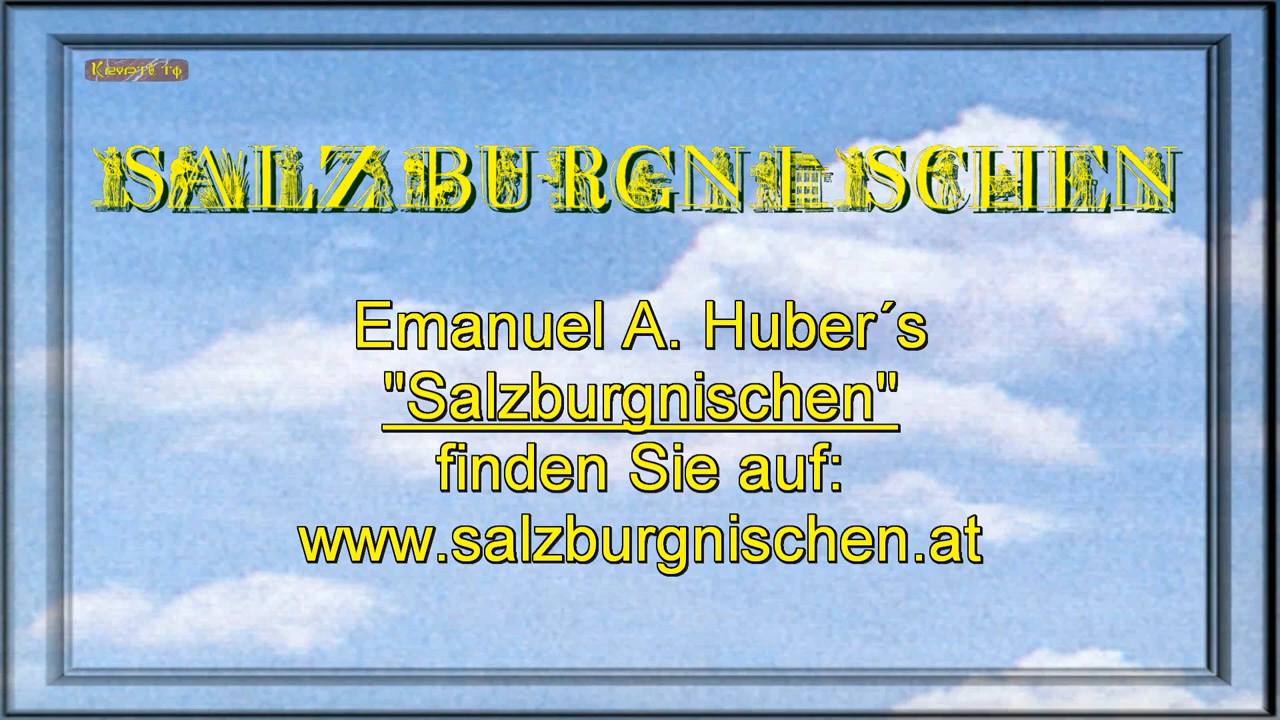 SALZBURGNISCHEN
Emanuel A. Huber´s
"Salzburgnischen"
finden Sie auf:
www.salzburgnischen.at